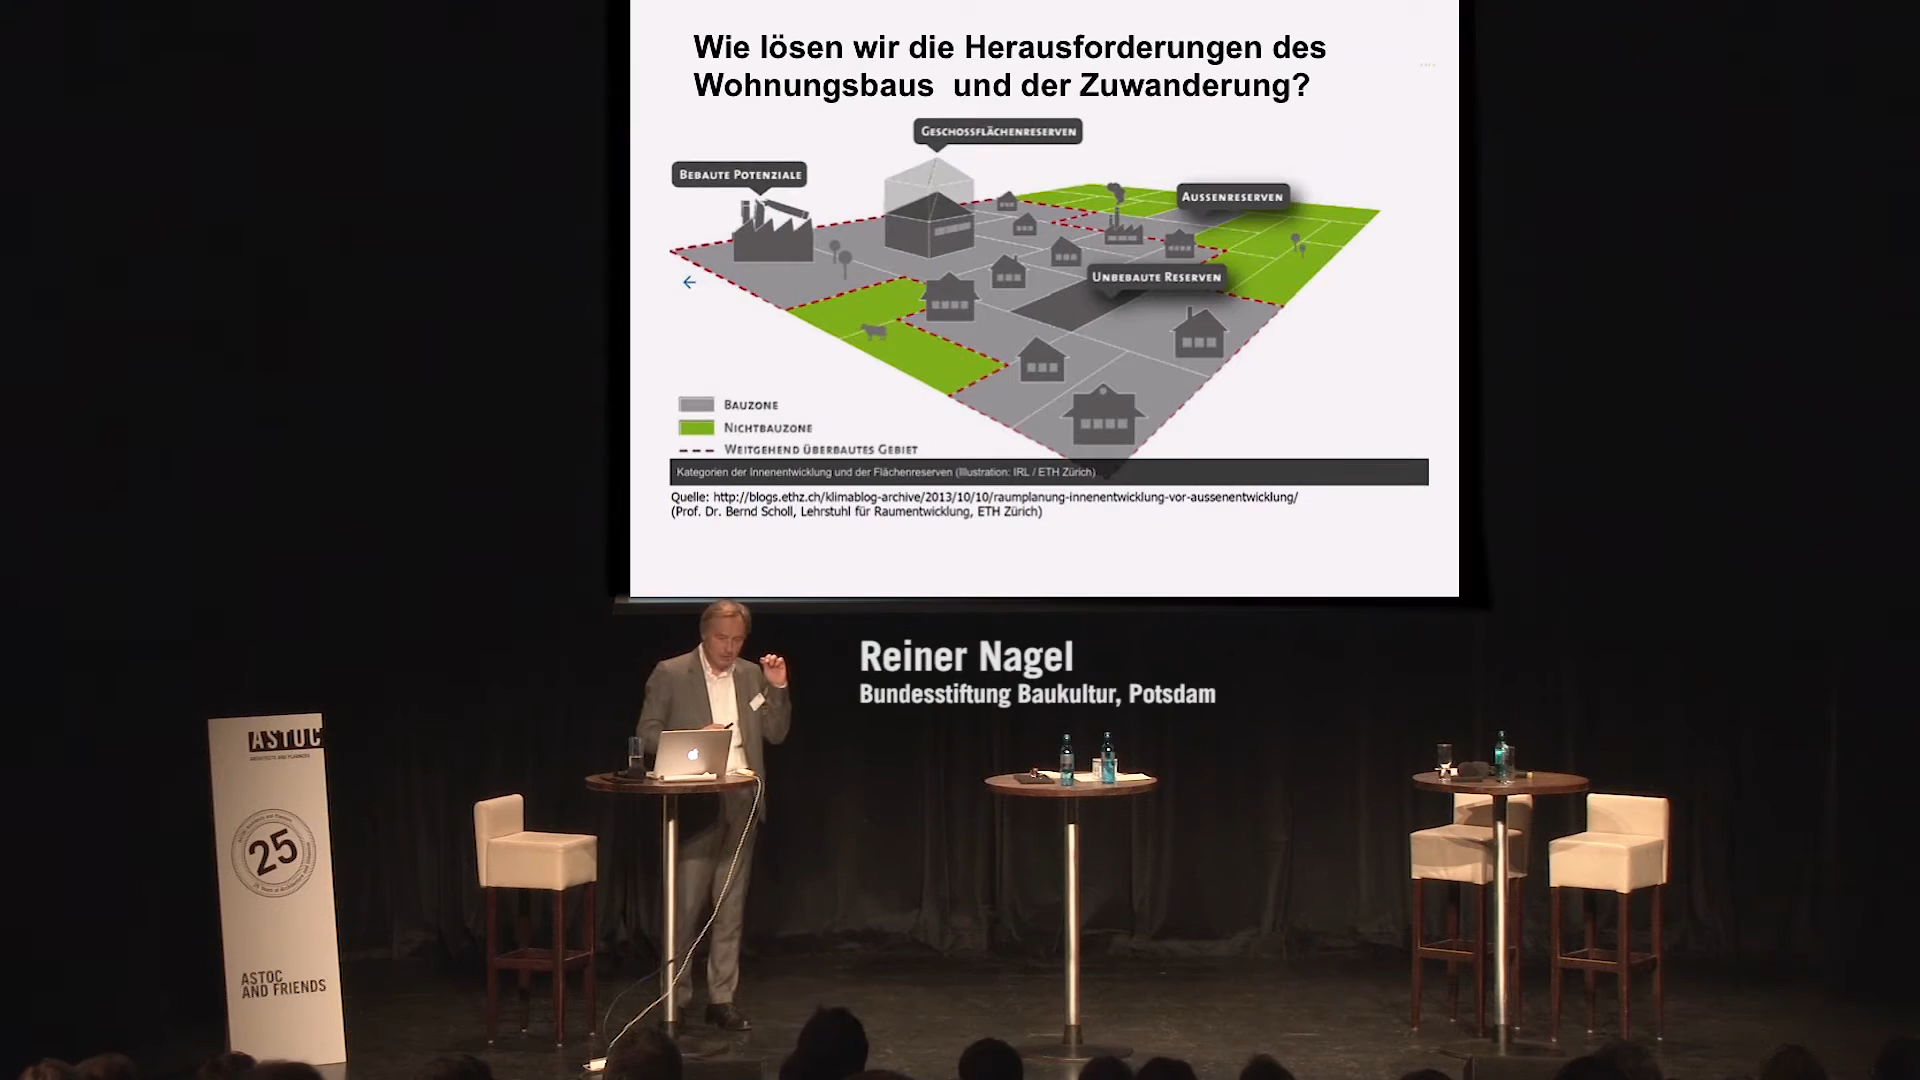 Wie lösen wir die Herausforderungen des
Wohnungsbaus und der Zuwanderung?
GESCHOSSFLÄCHENRESERVEN
BEBAUTE POTENZIALE
AUSSENRESERVEN
UNBEBAUTE RESERVEN
BAUZONE
NICHTBAUZONE
WEITGEHEND ÜBERBAUTES GEBIET
Kategorien der Innenentwicklung und der Flächenreserven (Illustration: IRL / ETH Zürich)
Quelle: http://blogs.ethz.ch/klimablog-archive/2013/10/10/raumplanung-innenentwicklung-vor-aussenentwicklung/
(Prof. Dr. Bernd Scholl, Lehrstuhl für Raumentwicklung, ETH Zürich)
Reiner Nagel
Bundesstiftung Baukultur, Potsdam
ASTOC
ARCHITECTS AND PLANNERS
25
ASTOC
AND FRIENDS